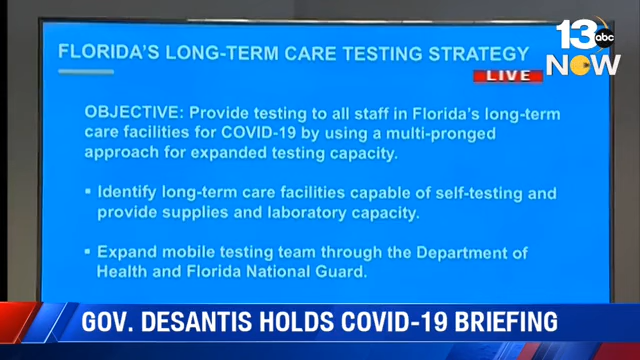 FLORIDA'S LONG-TERM CARE TESTING STRATEGY
13 abc
NOW
LIVE
OBJECTIVE: Provide testing to all staff in Florida's long-term
care facilities for COVID-19 by using a multi-pronged
approach for expanded testing capacity.
▪ Identify long-term care facilities capable of self-testing and
provide supplies and laboratory capacity.
▪ Expand mobile testing team through the Department of
Health and Florida National Guard.
GOV. DESANTIS HOLDS COVID-19 BRIEFING